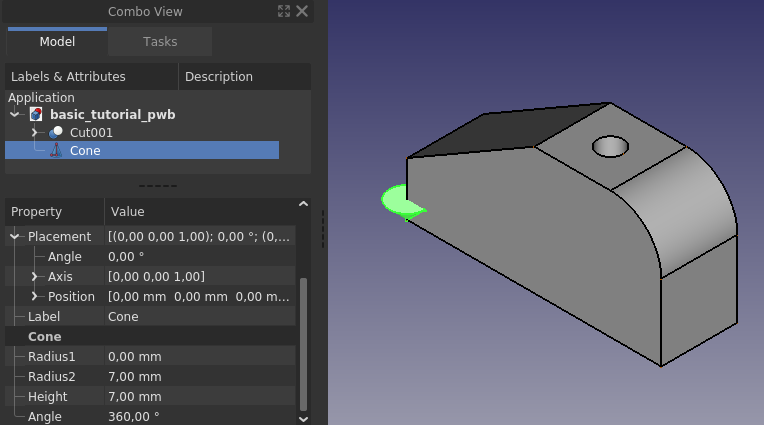 Combo View
Model Tasks
Labels & Attributes Description
Application
basic_tutorial_pwb
Cut001
Cone
Property Value
Placement [(0,00 0,00 1,00); 0,00 °; (0,...
Angle 0,00 °
Axis [0,00 0,00 1,00]
Position [0,00 mm 0,00 mm 0,00 m...
Label Cone
Cone
Radius1 0,00 mm
Radius2 7,00 mm
Height 7,00 mm
Angle 360,00 °